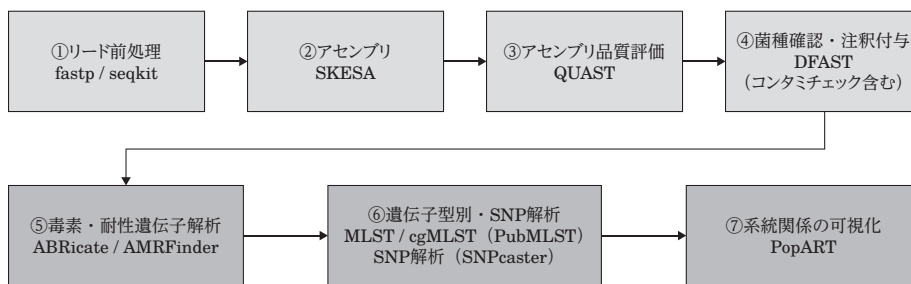 ①リード前処理
fastp / seqkit
②アセンブリ
SKESA
③アセンブリ品質評価
QUAST
④菌種確認・注釈付与
DFAST
(コンタミチェック含む)
⑤毒素・耐性遺伝子解析
ABRicate / AMRFinder
⑥遺伝子型別・SNP解析
MLST / cgMLST（PubMLST）
SNP解析（SNPcaster）
⑦系統関係の可視化
PopART